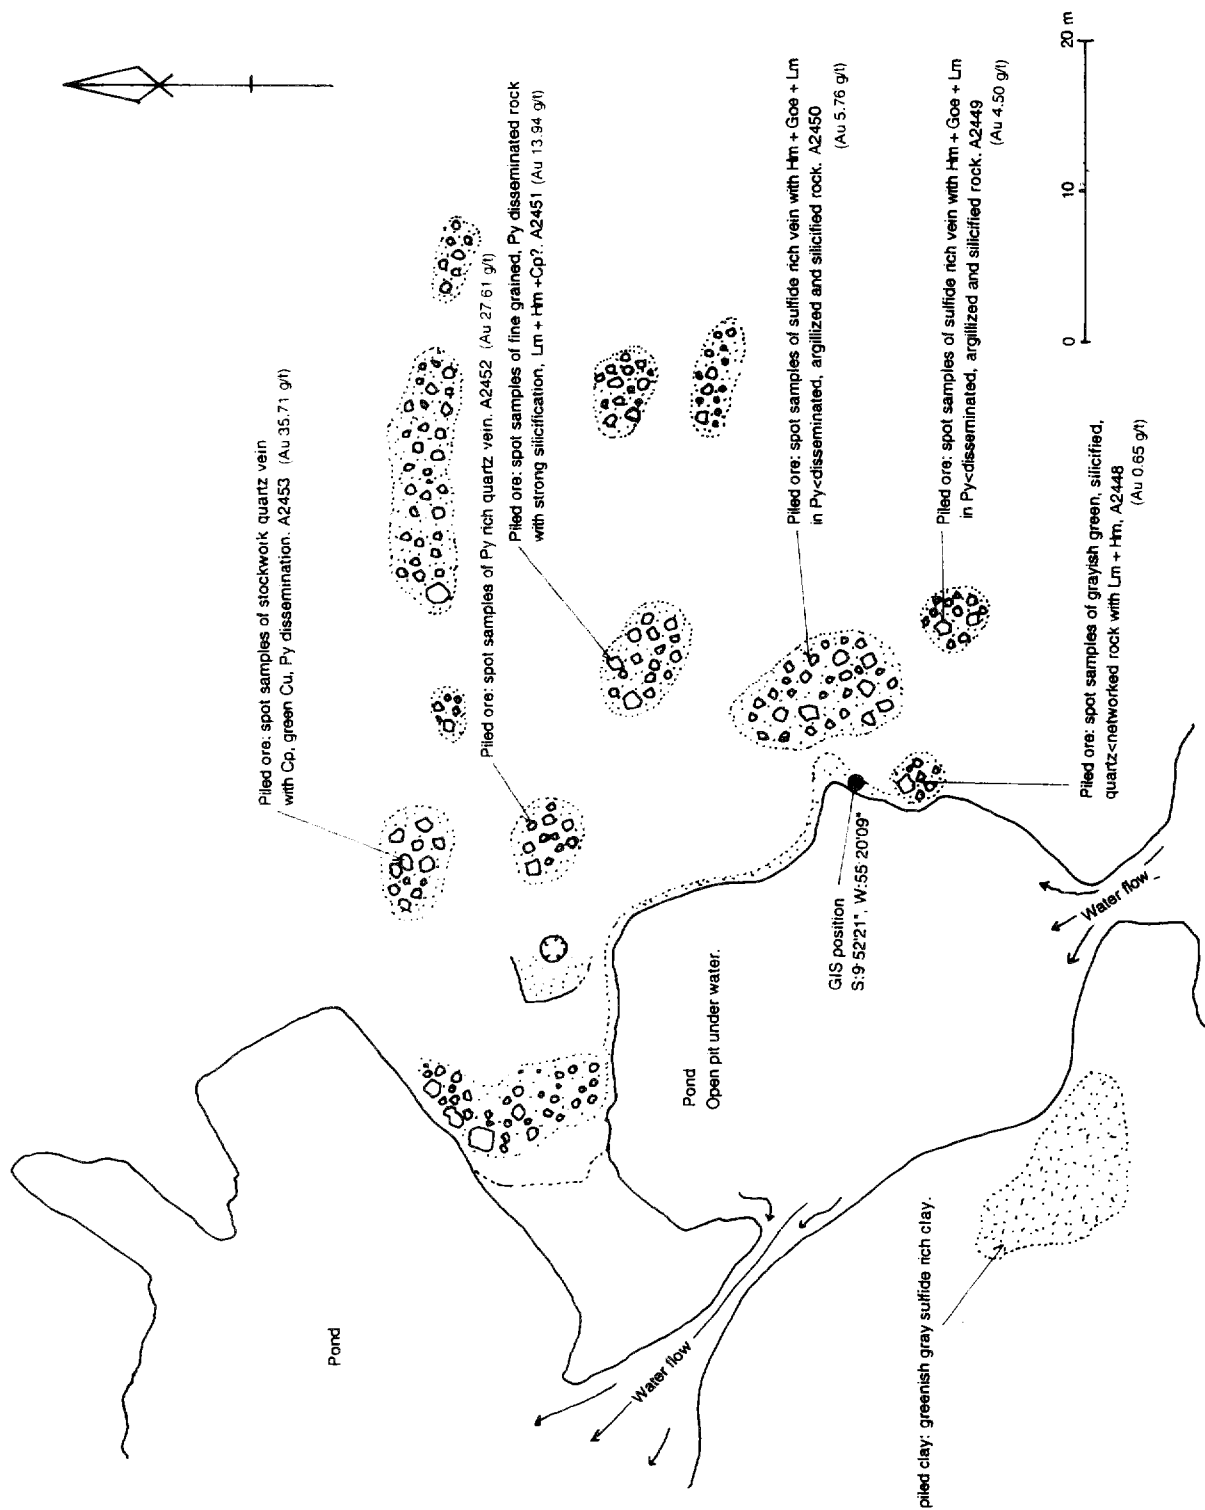 Piled ore: spot samples of stockwork quartz vein
with Cp, green Cu, Py dissemination. A2453 (Au 35.71 g/t)
Piled ore: spot samples of Py rich quartz vein. A2452 (Au 27 61 g/t)
Piled ore: spot samples of fine grained, Py disseminated rock
with strong silicification, Lm + Hm +Cp?. A2451 (Au 13.94 g/t)
Piled ore: spot samples of sulfide rich vein with Hm + Goe + Lm
in Py<disseminated, argillized and silicified rock. A2450
(Au 5.76 g/t)
Piled ore: spot samples of sulfide rich vein with Hm + Goe + Lm
in Py<disseminated, argillized and silicified rock. A2449
(Au 4.50 g/t)
Piled ore: spot samples of grayish green, silicified,
quartz<networked rock with Lm + Hm, A2448
(Au 0.65 g/t)
Pond
Pond
Open pit under water.
GIS position
S:9 52'21", W:55 20'09"
Water flow
Water flow
piled clay: greenish gray sulfide rich clay.
0 10 20 m